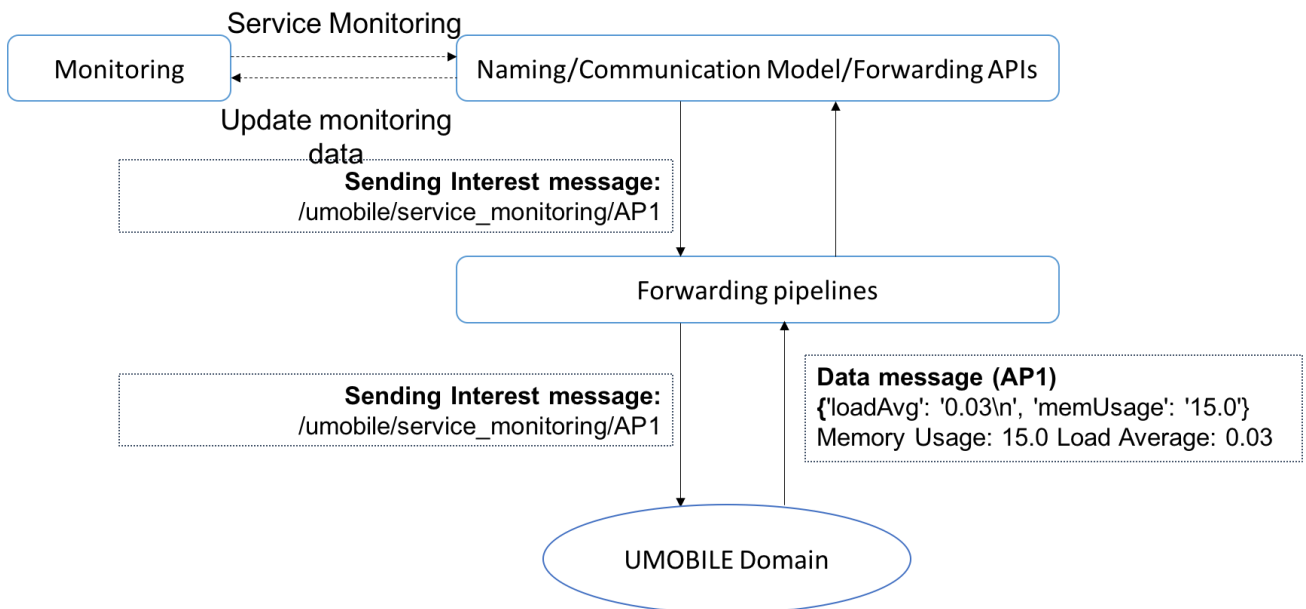 Service Monitoring
Monitoring
Naming/Communication Model/Forwarding APIs
Update monitoring
data
Sending Interest message:
/umobile/service_monitoring/AP1
Forwarding pipelines
Sending Interest message:
/umobile/service_monitoring/AP1
Data message (AP1)
{'loadAvg': '0.03\n', 'memUsage': '15.0'}
Memory Usage: 15.0 Load Average: 0.03
UMOBILE Domain